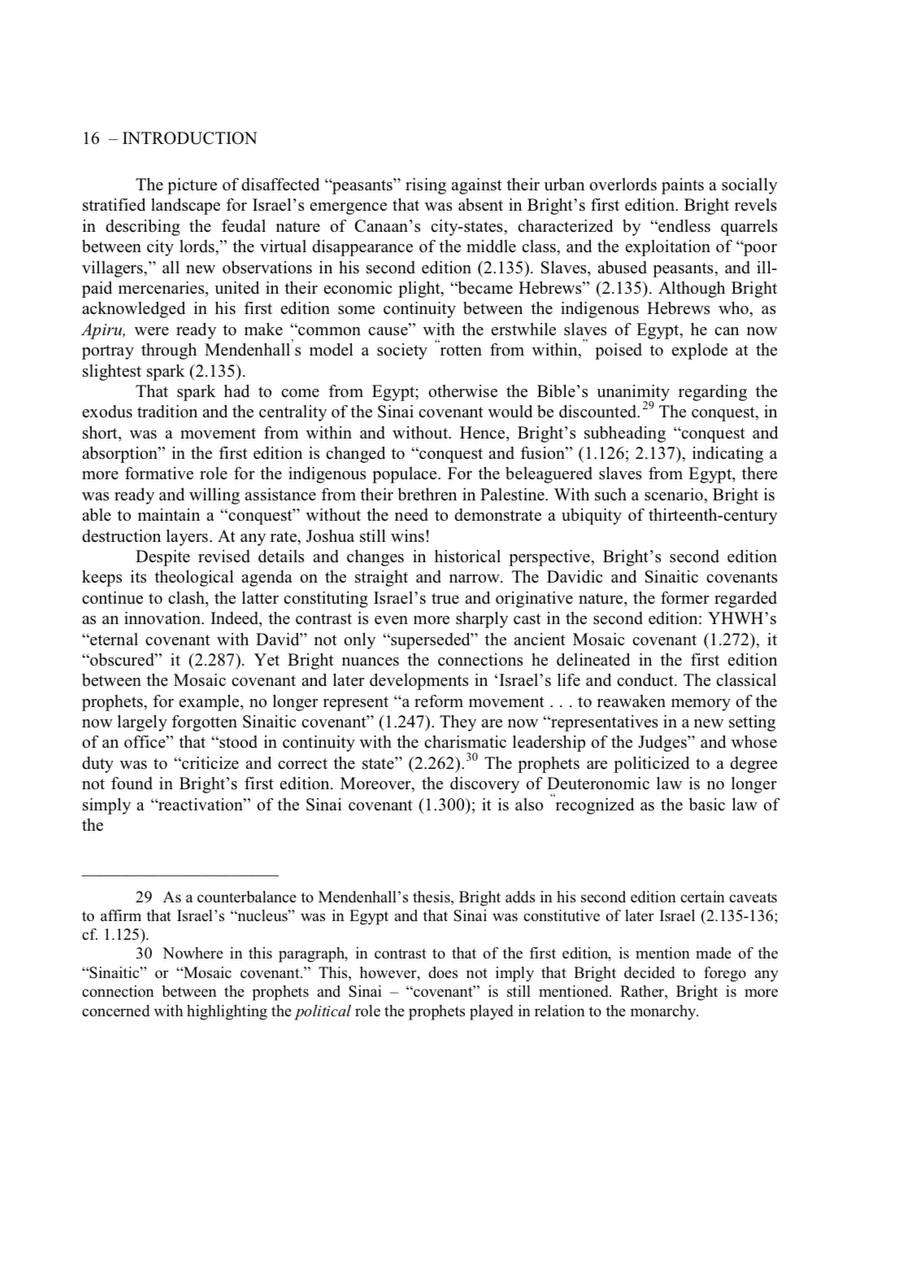 16 – INTRODUCTION
The picture of disaffected “peasants” rising against their urban overlords paints a socially
stratified landscape for Israel’s emergence that was absent in Bright’s first edition. Bright revels
in describing the feudal nature of Canaan’s city-states, characterized by “endless quarrels
between city lords,” the virtual disappearance of the middle class, and the exploitation of “poor
villagers,” all new observations in his second edition (2.135). Slaves, abused peasants, and ill-
paid mercenaries, united in their economic plight, “became Hebrews” (2.135). Although Bright
acknowledged in his first edition some continuity between the indigenous Hebrews who, as
Apiru, were ready to make “common cause” with the erstwhile slaves of Egypt, he can now
portray through Mendenhall's model a society "rotten from within," poised to explode at the
slightest spark (2.135).
That spark had to come from Egypt; otherwise the Bible’s unanimity regarding the
exodus tradition and the centrality of the Sinai covenant would be discounted.29 The conquest, in
short, was a movement from within and without. Hence, Bright’s subheading “conquest and
absorption” in the first edition is changed to “conquest and fusion” (1.126; 2.137), indicating a
more formative role for the indigenous populace. For the beleaguered slaves from Egypt, there
was ready and willing assistance from their brethren in Palestine. With such a scenario, Bright is
able to maintain a “conquest” without the need to demonstrate a ubiquity of thirteenth-century
destruction layers. At any rate, Joshua still wins!
Despite revised details and changes in historical perspective, Bright’s second edition
keeps its theological agenda on the straight and narrow. The Davidic and Sinaitic covenants
continue to clash, the latter constituting Israel’s true and originative nature, the former regarded
as an innovation. Indeed, the contrast is even more sharply cast in the second edition: YHWH’s
“eternal covenant with David” not only “superseded” the ancient Mosaic covenant (1.272), it
“obscured” it (2.287). Yet Bright nuances the connections he delineated in the first edition
between the Mosaic covenant and later developments in ‘Israel’s life and conduct. The classical
prophets, for example, no longer represent “a reform movement . . . to reawaken memory of the
now largely forgotten Sinaitic covenant” (1.247). They are now “representatives in a new setting
of an office” that “stood in continuity with the charismatic leadership of the Judges” and whose
duty was to “criticize and correct the state” (2.262).30 The prophets are politicized to a degree
not found in Bright’s first edition. Moreover, the discovery of Deuteronomic law is no longer
simply a “reactivation” of the Sinai covenant (1.300); it is also "recognized as the basic law of
the
29 As a counterbalance to Mendenhall’s thesis, Bright adds in his second edition certain caveats
to affirm that Israel’s “nucleus” was in Egypt and that Sinai was constitutive of later Israel (2.135-136;
cf. 1.125).
30 Nowhere in this paragraph, in contrast to that of the first edition, is mention made of the
“Sinaitic” or “Mosaic covenant.” This, however, does not imply that Bright decided to forego any
connection between the prophets and Sinai – “covenant” is still mentioned. Rather, Bright is more
concerned with highlighting the political role the prophets played in relation to the monarchy.